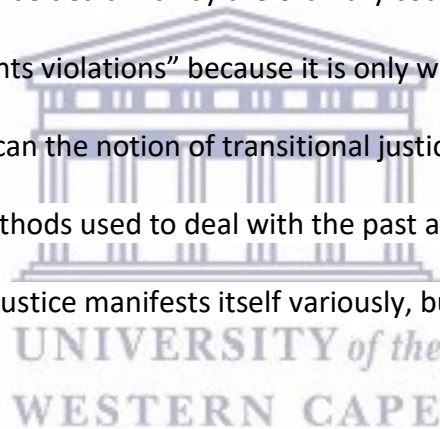 nts violations” because it is only w
can the notion of transitional justic
thods used to deal with the past a
ustice manifests itself variously, bu
UNIVERSITY of the
WESTERN CAPE